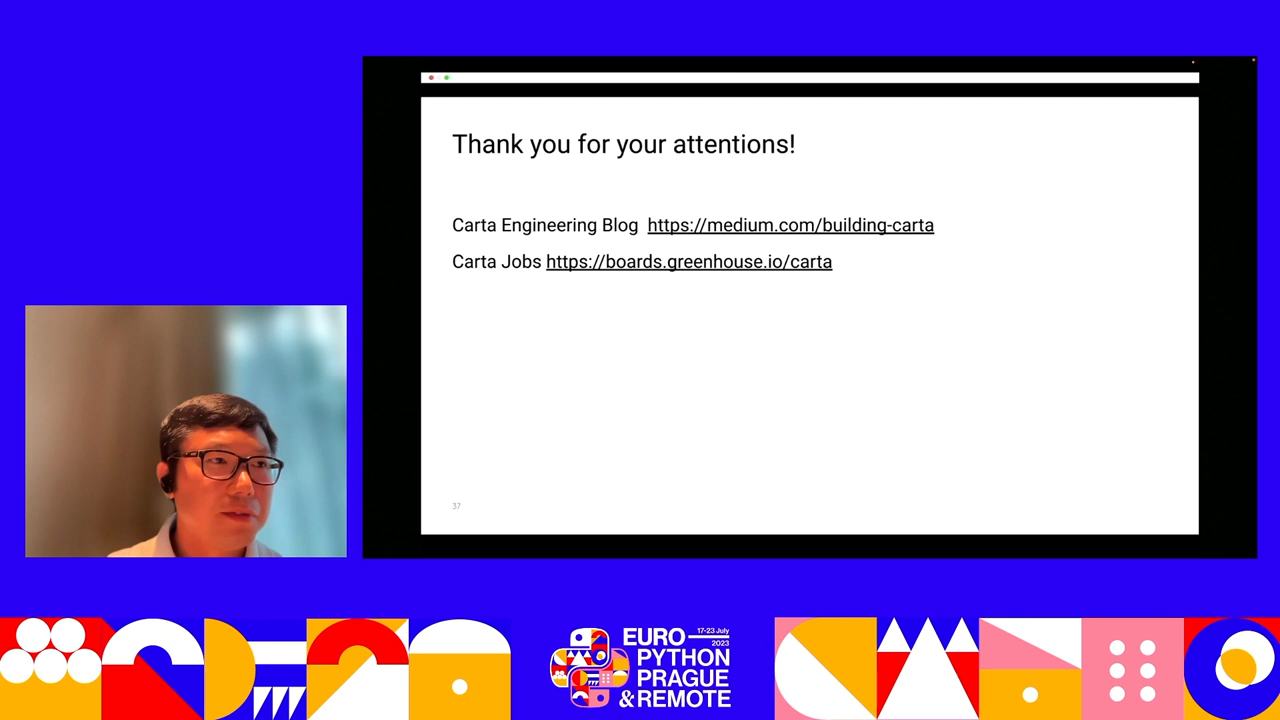 Thank you for your attentions!
Carta Engineering Blog https://medium.com/building-carta
Carta Jobs https://boards.greenhouse.io/carta
37
EURO 17-23 July 2023
PYTHON
PRAGUE
& REMOTE